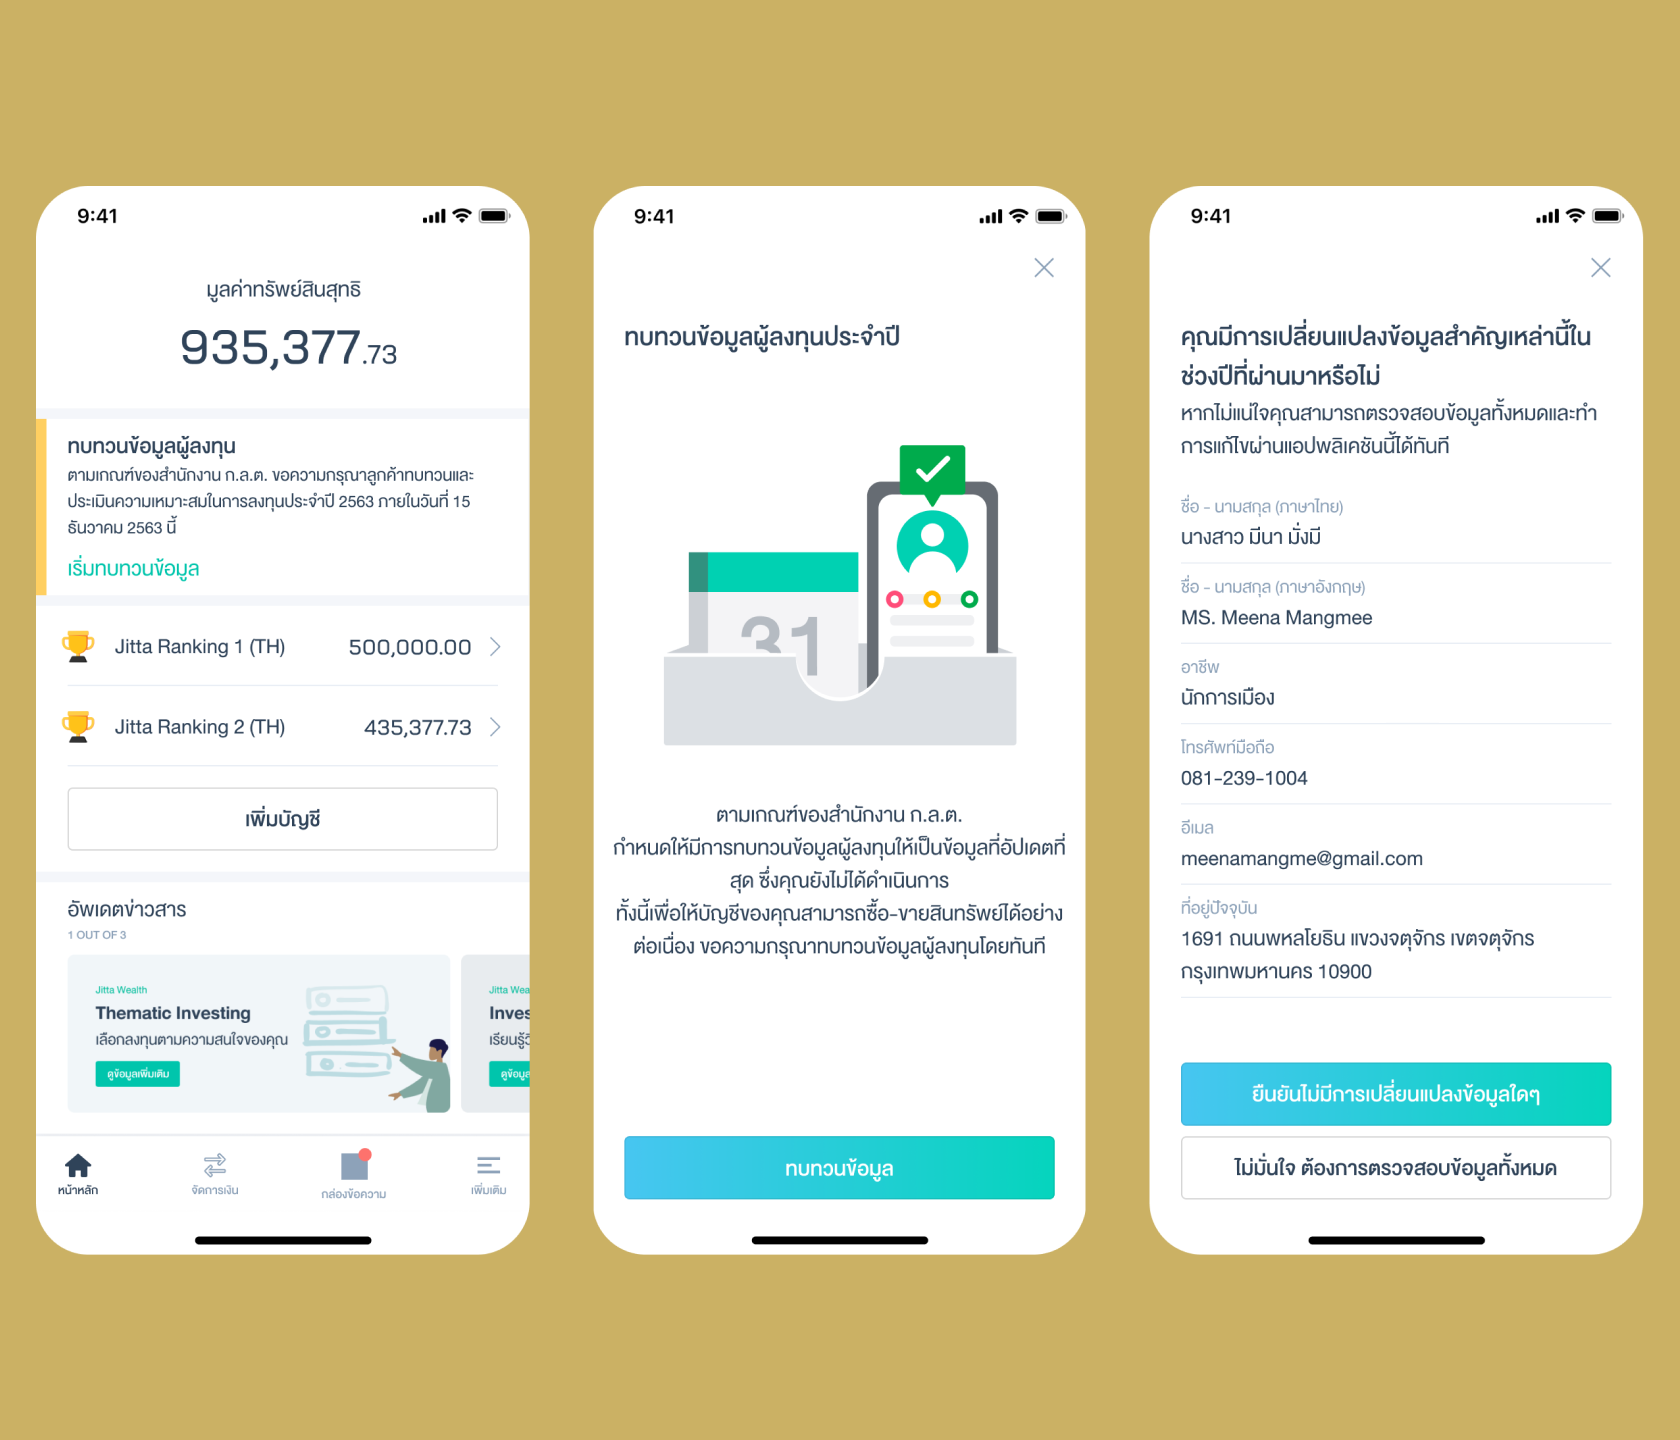 9:41
มูลค่าทรัพย์สินสุทธิ
935,377.73
ทบทวนข้อมูลผู้ลงทุน
ตามเกณฑ์ของสำนักงาน ก.ล.ต. ขอความกรุณาลูกค้าทบทวนและ
ประเมินความเหมาะสมในการลงทุนประจำปี 2563 ภายในวันที่ 15
ธันวาคม 2563 นี้
เริ่มทบทวนข้อมูล
Jitta Ranking 1 (TH) 500,000.00
Jitta Ranking 2 (TH) 435,377.73
เพิ่มบัญชี
อัพเดตข่าวสาร
1 OUT OF 3
Jitta Wealth
Thematic Investing
เลือกลงทุนตามความสนใจของคุณ
ดูข้อมูลเพิ่มเติม
Jitta Wea
Inves
เรียนรู้วิ
ดูข้อมูล
หน้าหลัก จัดการเงิน กล่องข้อความ เพิ่มเติม
9:41
ทบทวนข้อมูลผู้ลงทุนประจำปี
31
ตามเกณฑ์ของสำนักงาน ก.ล.ต.
กำหนดให้มีการทบทวนข้อมูลผู้ลงทุนให้เป็นข้อมูลที่อัปเดตที่
สุด ซึ่งคุณยังไม่ได้ดำเนินการ
ทั้งนี้เพื่อให้บัญชีของคุณสามารถซื้อ-ขายสินทรัพย์ได้อย่าง
ต่อเนื่อง ขอความกรุณาทบทวนข้อมูลผู้ลงทุนโดยทันที
ทบทวนข้อมูล
9:41
คุณมีการเปลี่ยนแปลงข้อมูลสำคัญเหล่านี้ใน
ช่วงปีที่ผ่านมาหรือไม่
หากไม่แน่ใจคุณสามารถตรวจสอบข้อมูลทั้งหมดและทำ
การแก้ไขผ่านแอปพลิเคชันนี้ได้ทันที
ชื่อ - นามสกุล (ภาษาไทย)
นางสาว มีนา มั่งมี
ชื่อ - นามสกุล (ภาษาอังกฤษ)
MS. Meena Mangmee
อาชีพ
นักการเมือง
โทรศัพท์มือถือ
081-239-1004
อีเมล
meenamangme@gmail.com
ที่อยู่ปัจจุบัน
1691 ถนนพหลโยธิน แขวงจตุจักร เขตจตุจักร
กรุงเทพมหานคร 10900
ยืนยันไม่มีการเปลี่ยนแปลงข้อมูลใดๆ
ไม่มั่นใจ ต้องการตรวจสอบข้อมูลทั้งหมด